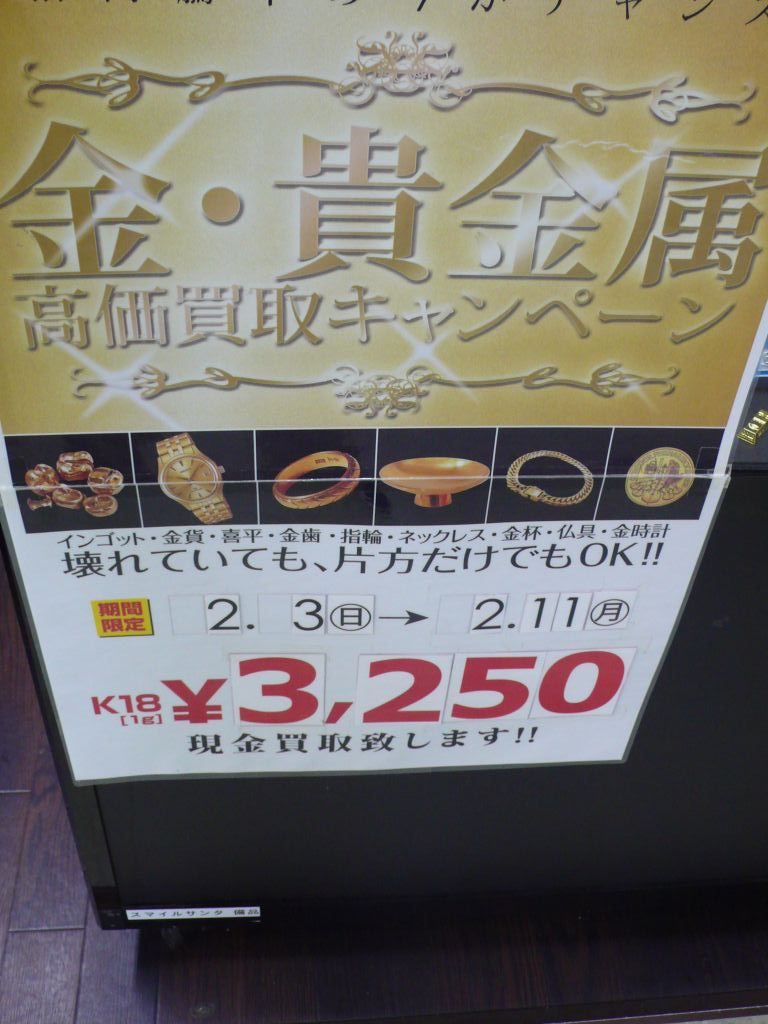 金・貴金属
高価買取キャンペーン
インゴット・金貨・喜平・金歯・指輪・ネックレス・金杯・仏具・金時計
壊れていても、片方だけでもOK!!
期間限定 2. 3㊐→ 2.11㊊
K18[1g] ¥3,250
現金買取致します!!
スマイルサンタ 備品